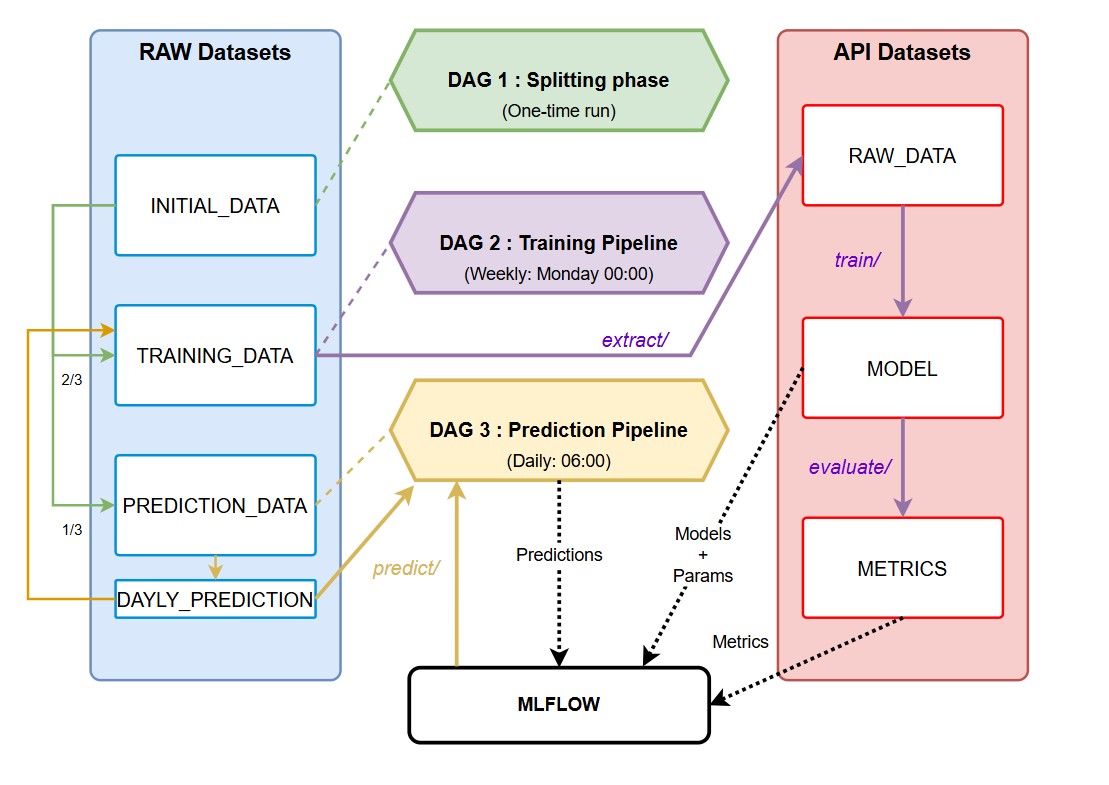 RAW Datasets
INITIAL_DATA
TRAINING_DATA
2/3
PREDICTION_DATA
1/3
DAYLY_PREDICTION
DAG 1 : Splitting phase
(One-time run)
DAG 2 : Training Pipeline
(Weekly: Monday 00:00)
extract/
DAG 3 : Prediction Pipeline
(Daily: 06:00)
predict/
Predictions
Models
+
Params
Metrics
MLFLOW
API Datasets
RAW_DATA
train/
MODEL
evaluate/
METRICS